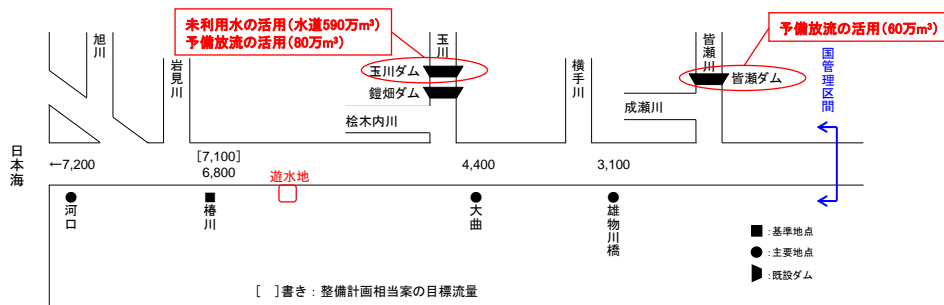 未利用水の活用(水道590万m³)
予備放流の活用(80万m³)
予備放流の活用(60万m³)
旭川
岩見川
玉川
横手川
皆瀬川
国管理区間
玉川ダム
鎧畑ダム
皆瀬ダム
成瀬川
桧木内川
日本海
←7,200
[7,100]
6,800
4,400
3,100
遊水地
河口
椿川
大曲
雄物川橋
■:基準地点
●:主要地点
:既設ダム
[ ]書き:整備計画相当案の目標流量